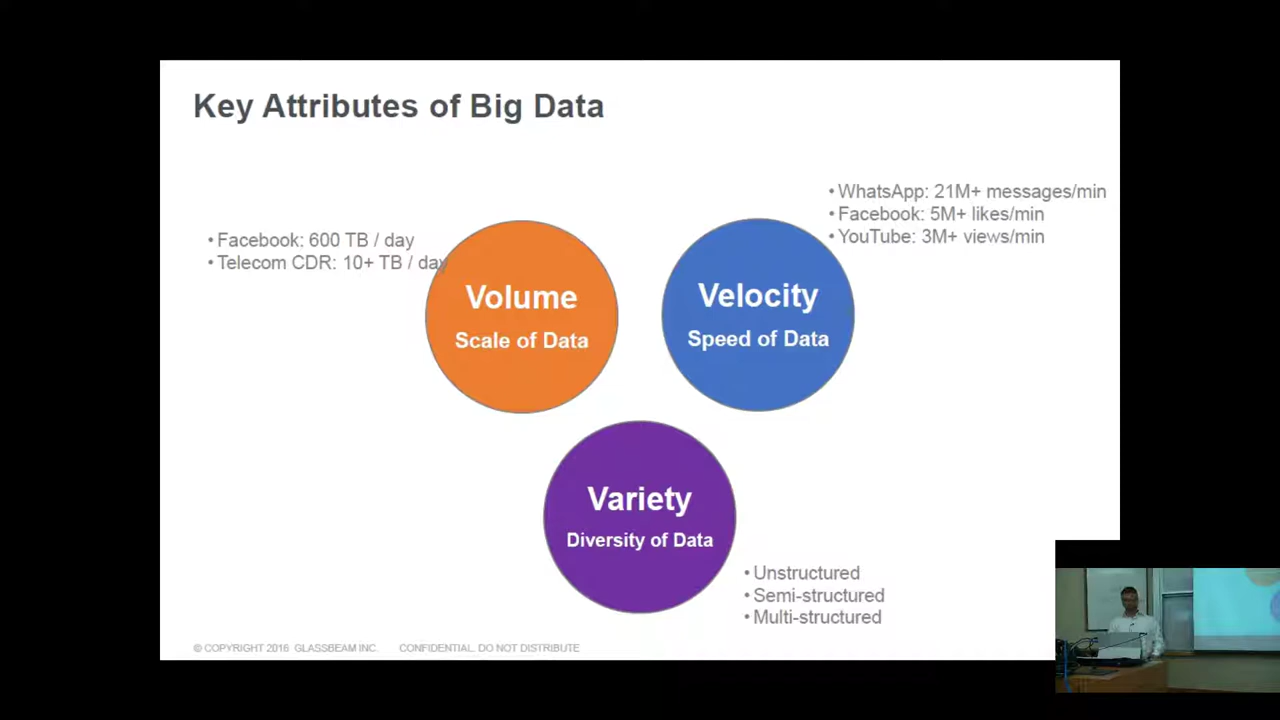 Key Attributes of Big Data
• WhatsApp: 21M+ messages/min
• Facebook: 5M+ likes/min
• YouTube: 3M+ views/min
• Facebook: 600 TB / day
• Telecom CDR: 10+ TB / day
Volume
Scale of Data
Velocity
Speed of Data
Variety
Diversity of Data
• Unstructured
• Semi-structured
• Multi-structured
© COPYRIGHT 2016 GLASSBEAM INC. CONFIDENTIAL. DO NOT DISTRIBUTE